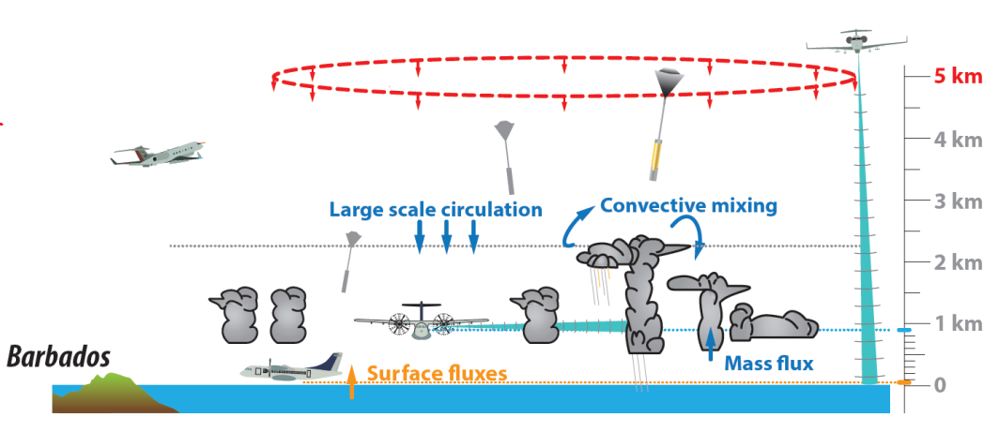 5 km
4 km
3 km
Large scale circulation
Convective mixing
2 km
1 km
Barbados
Mass flux
Surface fluxes
0